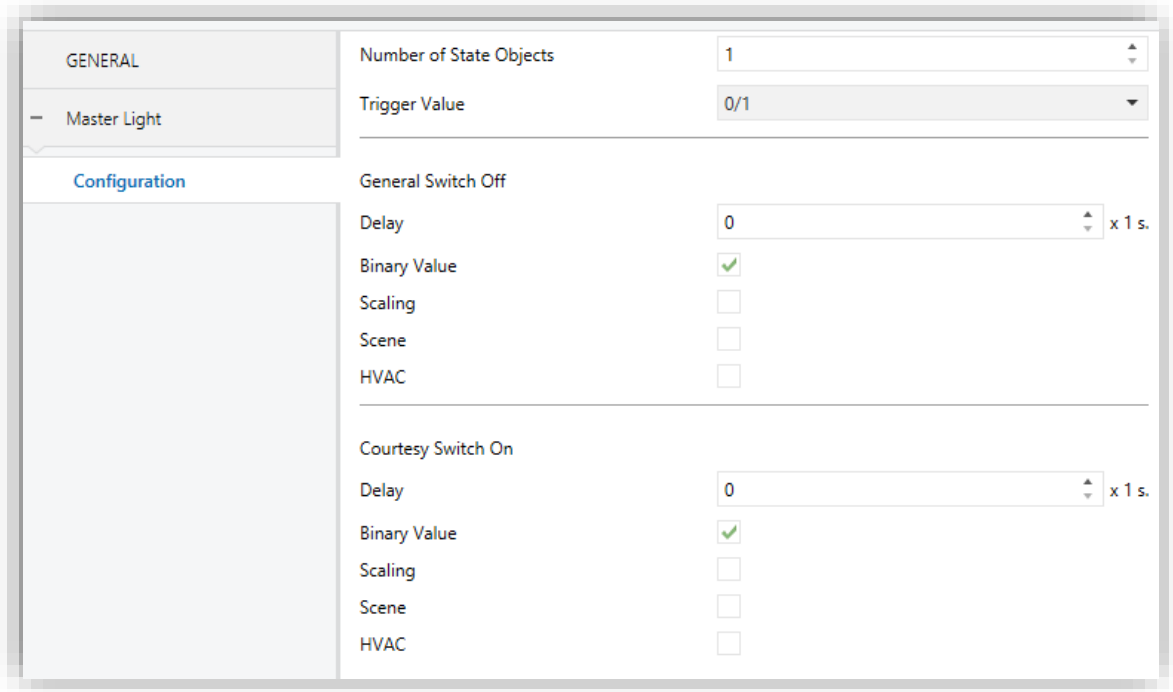 GENERAL
Master Light
Configuration
Number of State Objects 1
Trigger Value 0/1
General Switch Off
Delay 0 x 1 s.
Binary Value
Scaling
Scene
HVAC
Courtesy Switch On
Delay 0 x 1 s.
Binary Value
Scaling
Scene
HVAC